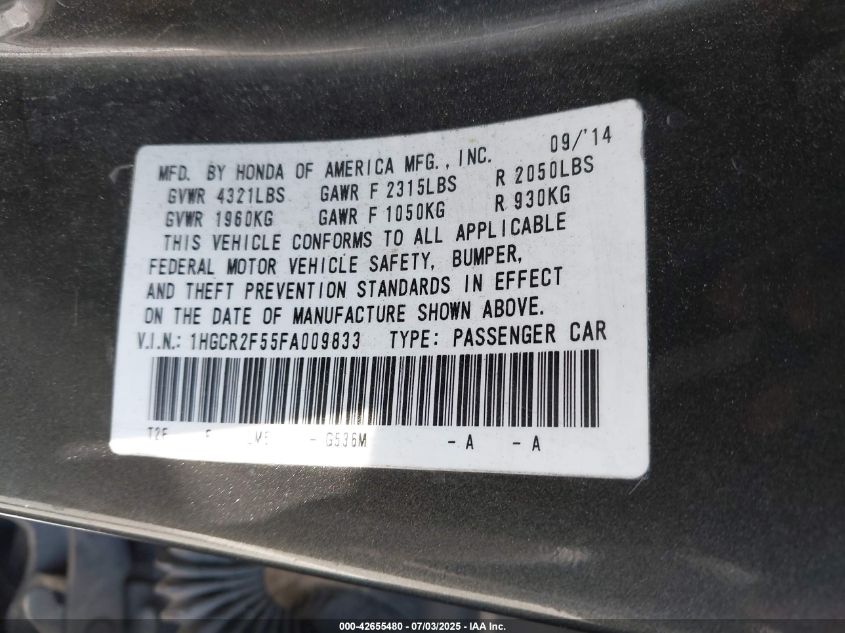 MFD. BY HONDA OF AMERICA MFG., INC. 09/'14
GVWR 4321LBS GAWR F 2315LBS R 2050LBS
GVWR 1960KG GAWR F 1050KG R 930KG
THIS VEHICLE CONFORMS TO ALL APPLICABLE
FEDERAL MOTOR VEHICLE SAFETY, BUMPER,
AND THEFT PREVENTION STANDARDS IN EFFECT
ON THE DATE OF MANUFACTURE SHOWN ABOVE.
V.I.N.: 1HGCR2F55FA009833 TYPE: PASSENGER CAR
- G536M - A - A
000-42655480 - 07/03/2025 - IAA Inc.